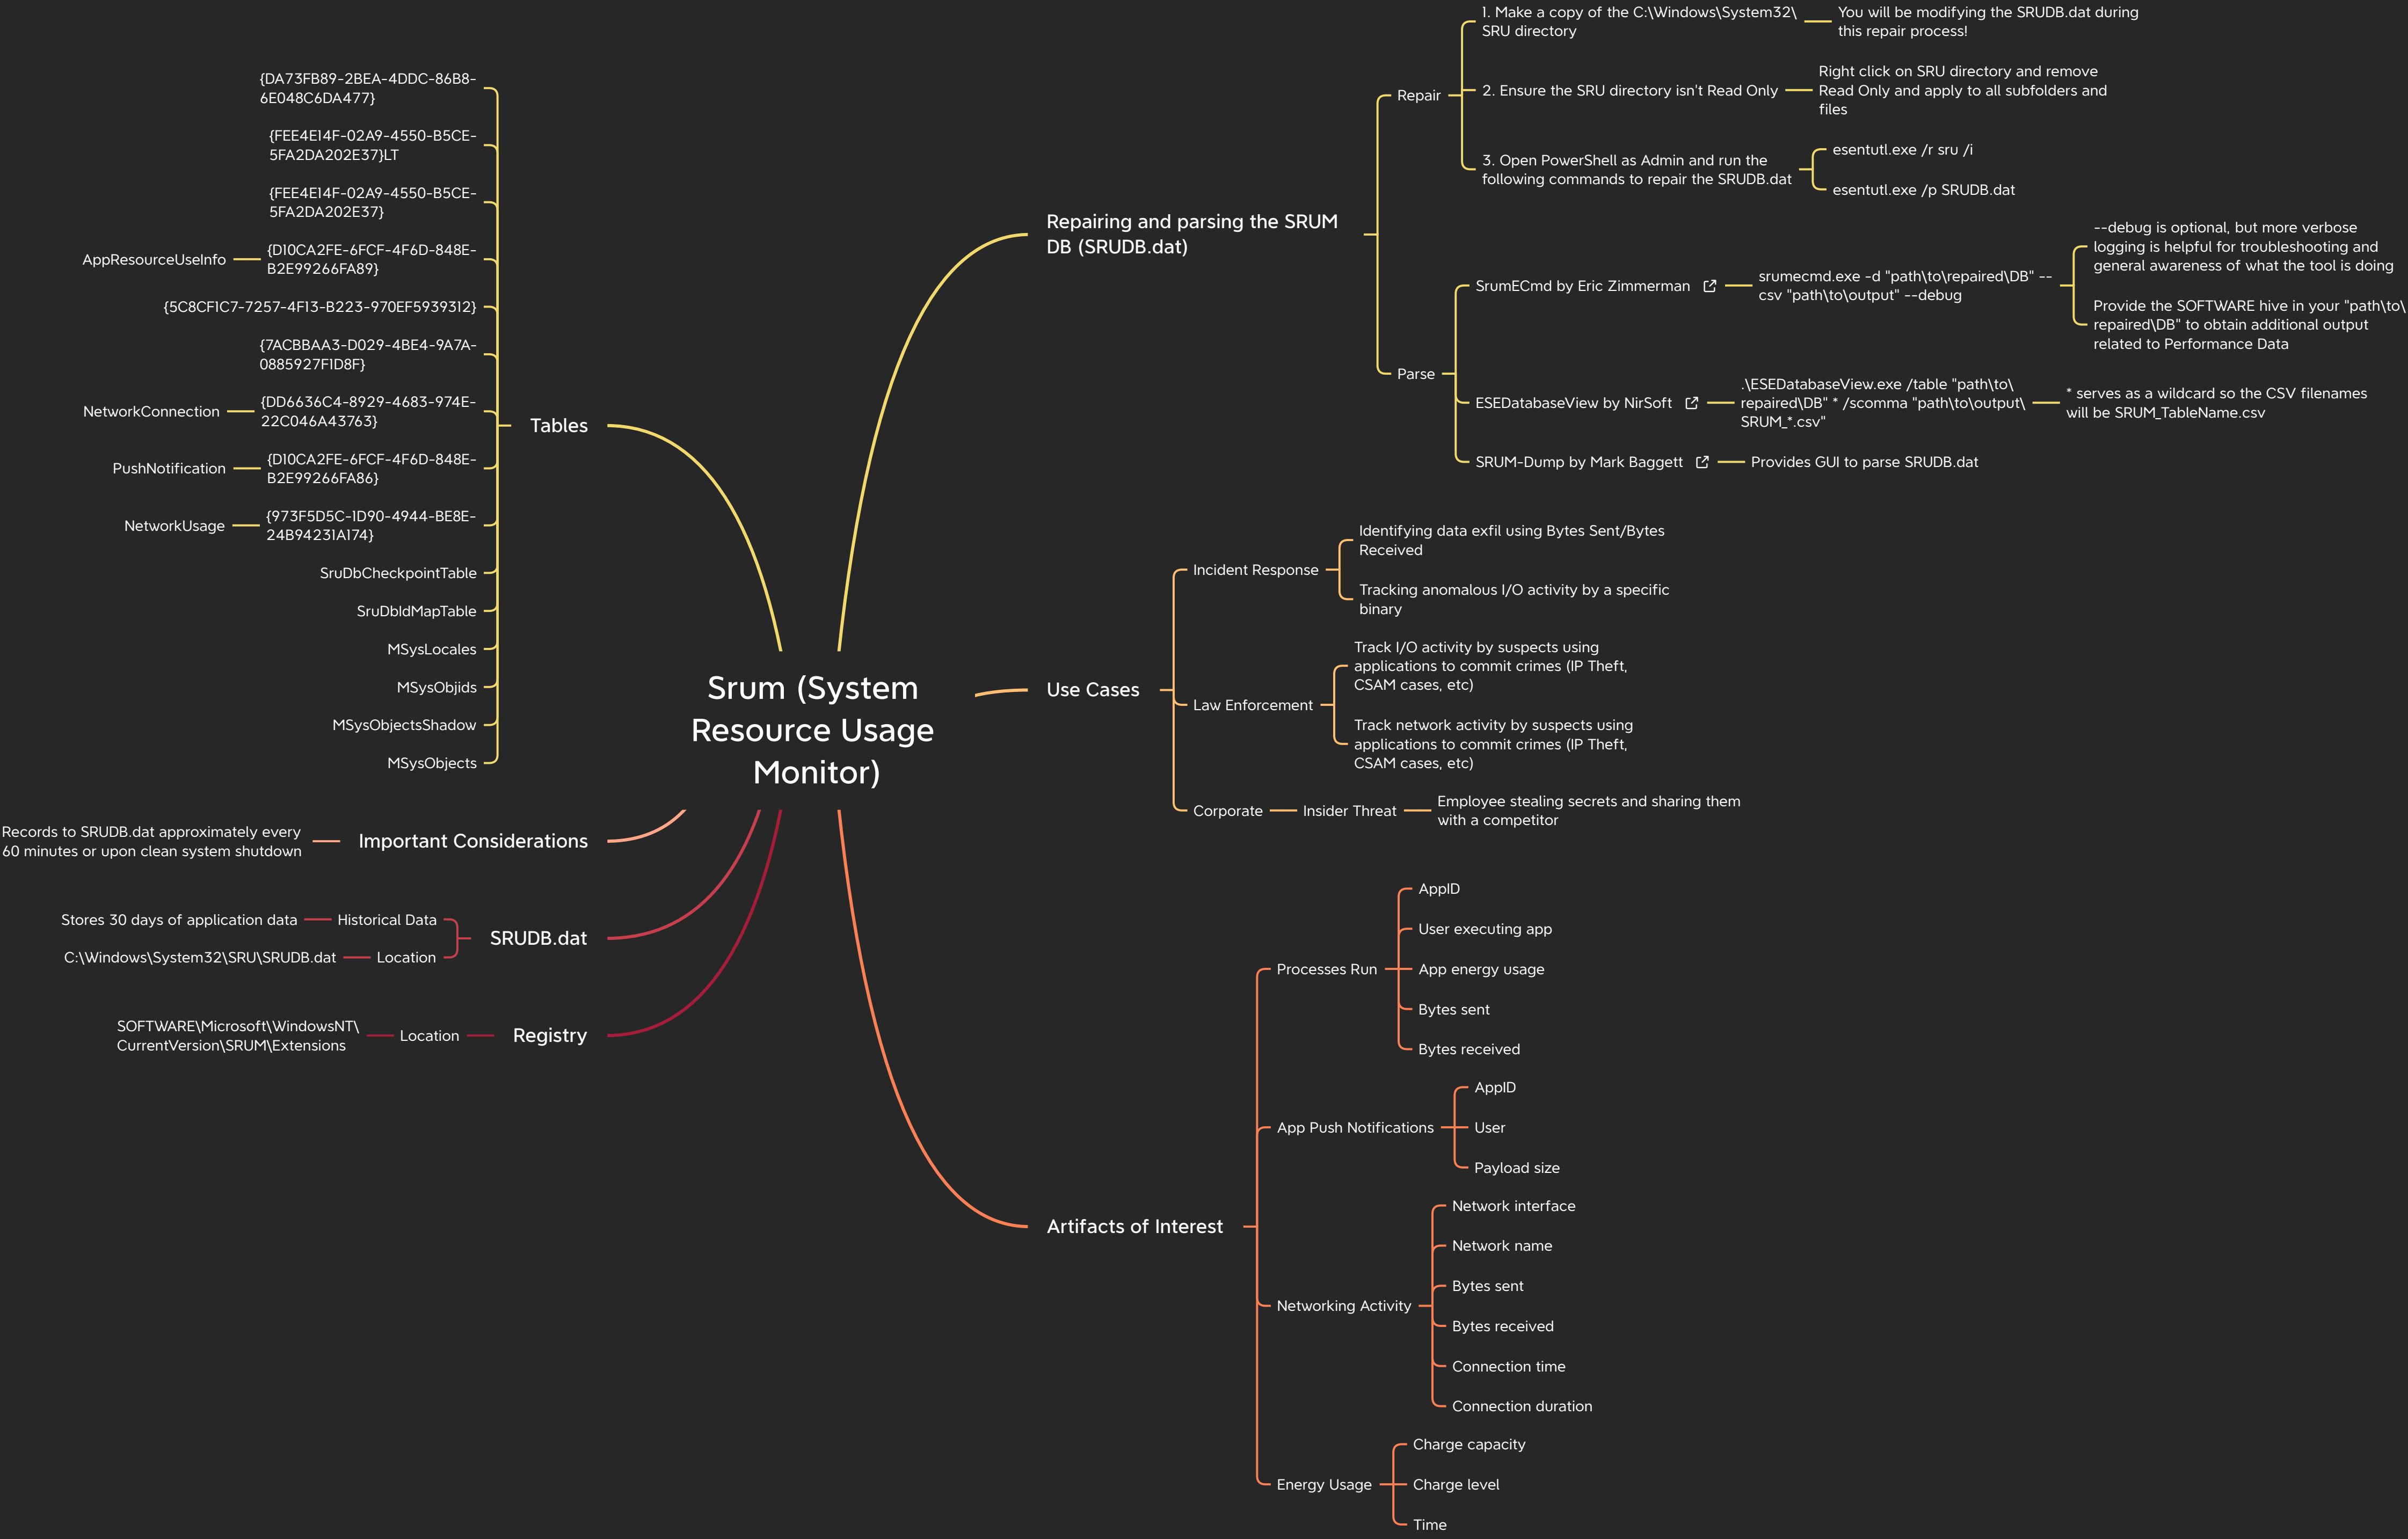 Srum (System
Resource Usage
Monitor)
Repairing and parsing the SRUM
DB (SRUDB.dat)
Repair
1. Make a copy of the C:\Windows\System32\
SRU directory
You will be modifying the SRUDB.dat during
this repair process!
2. Ensure the SRU directory isn't Read Only
Right click on SRU directory and remove
Read Only and apply to all subfolders and
files
3. Open PowerShell as Admin and run the
following commands to repair the SRUDB.dat
esentutl.exe /r sru /i
esentutl.exe /p SRUDB.dat
Parse
SrumECmd by Eric Zimmerman
srumecmd.exe -d "path\to\repaired\DB" --
csv "path\to\output" --debug
--debug is optional, but more verbose
logging is helpful for troubleshooting and
general awareness of what the tool is doing
Provide the SOFTWARE hive in your "path\to\
repaired\DB" to obtain additional output
related to Performance Data
ESEDatabaseView by NirSoft
.\ESEDatabaseView.exe /table "path\to\
repaired\DB" * /scomma "path\to\output\
SRUM_*.csv"
* serves as a wildcard so the CSV filenames
will be SRUM_TableName.csv
SRUM-Dump by Mark Baggett
Provides GUI to parse SRUDB.dat
Use Cases
Incident Response
Identifying data exfil using Bytes Sent/Bytes
Received
Tracking anomalous I/O activity by a specific
binary
Law Enforcement
Track I/O activity by suspects using
applications to commit crimes (IP Theft,
CSAM cases, etc)
Track network activity by suspects using
applications to commit crimes (IP Theft,
CSAM cases, etc)
Corporate
Insider Threat
Employee stealing secrets and sharing them
with a competitor
Artifacts of Interest
Processes Run
AppID
User executing app
App energy usage
Bytes sent
Bytes received
App Push Notifications
AppID
User
Payload size
Networking Activity
Network interface
Network name
Bytes sent
Bytes received
Connection time
Connection duration
Energy Usage
Charge capacity
Charge level
Time
Tables
{DA73FB89-2BEA-4DDC-86B8-
6E048C6DA477}
{FEE4E14F-02A9-4550-B5CE-
5FA2DA202E37}LT
{FEE4E14F-02A9-4550-B5CE-
5FA2DA202E37}
{D10CA2FE-6FCF-4F6D-848E-
B2E99266FA89}
AppResourceUseInfo
{5C8CF1C7-7257-4F13-B223-970EF5939312}
{7ACBBAA3-D029-4BE4-9A7A-
0885927F1D8F}
{DD6636C4-8929-4683-974E-
22C046A43763}
NetworkConnection
{D10CA2FE-6FCF-4F6D-848E-
B2E99266FA86}
PushNotification
{973F5D5C-1D90-4944-BE8E-
24B94231A174}
NetworkUsage
SruDbCheckpointTable
SruDbIdMapTable
MSysLocales
MSysObjids
MSysObjectsShadow
MSysObjects
Important Considerations
Records to SRUDB.dat approximately every
60 minutes or upon clean system shutdown
SRUDB.dat
Historical Data
Stores 30 days of application data
Location
C:\Windows\System32\SRU\SRUDB.dat
Registry
Location
SOFTWARE\Microsoft\WindowsNT\
CurrentVersion\SRUM\Extensions